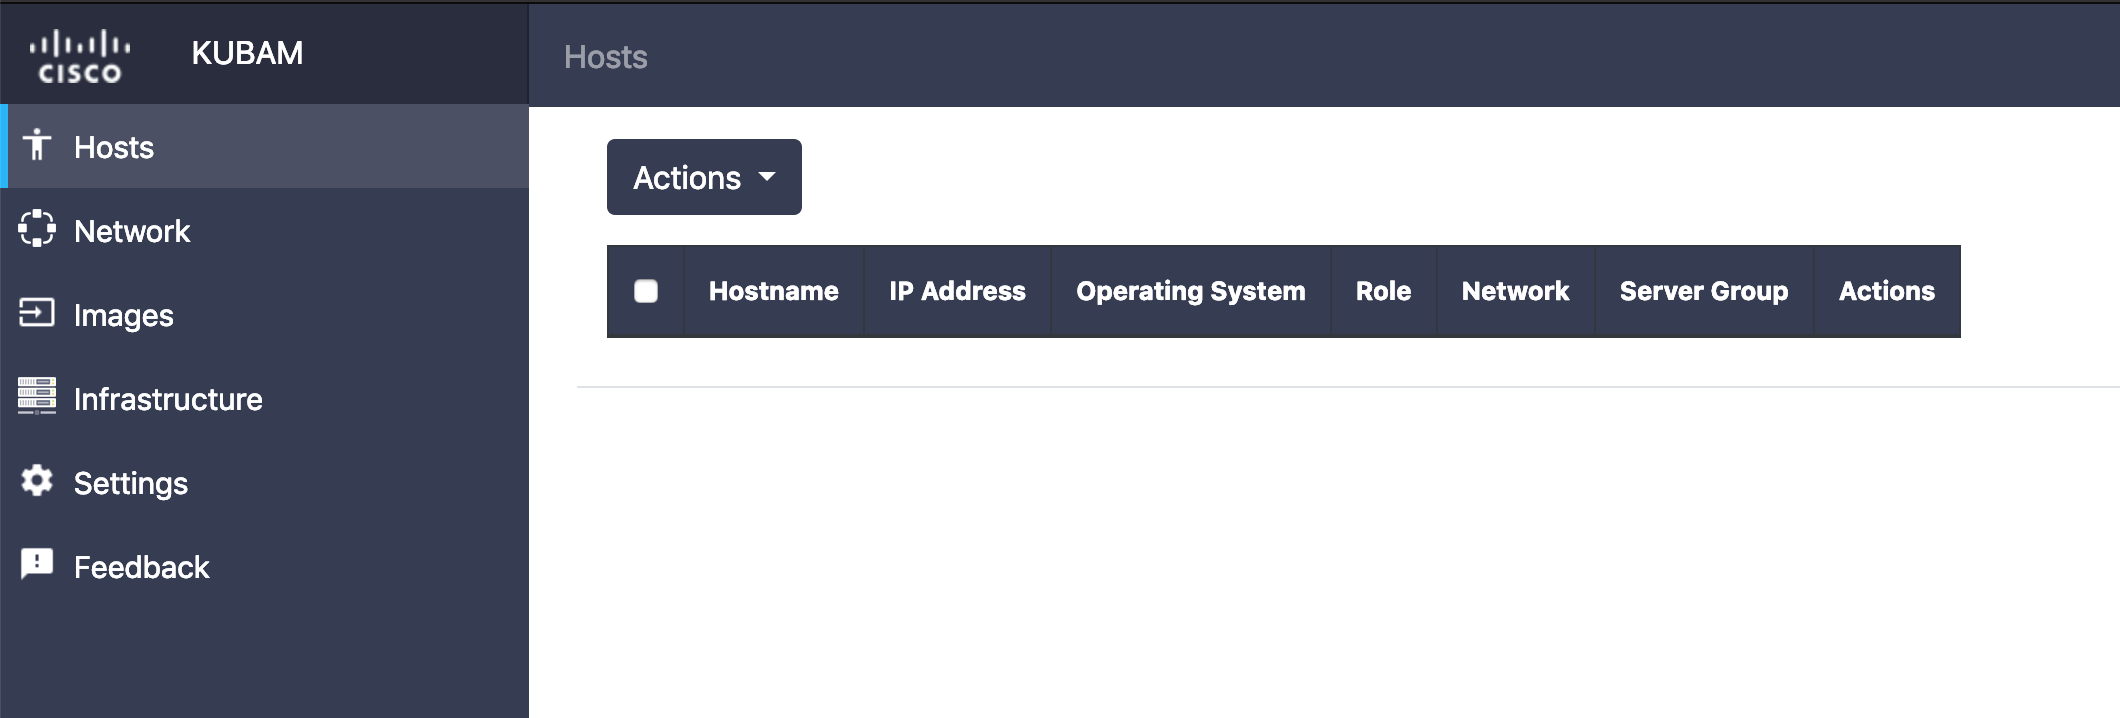 CISCO
KUBAM
Hosts
Hosts
Network
Images
Infrastructure
Settings
Feedback
Actions
Hostname IP Address Operating System Role Network Server Group Actions